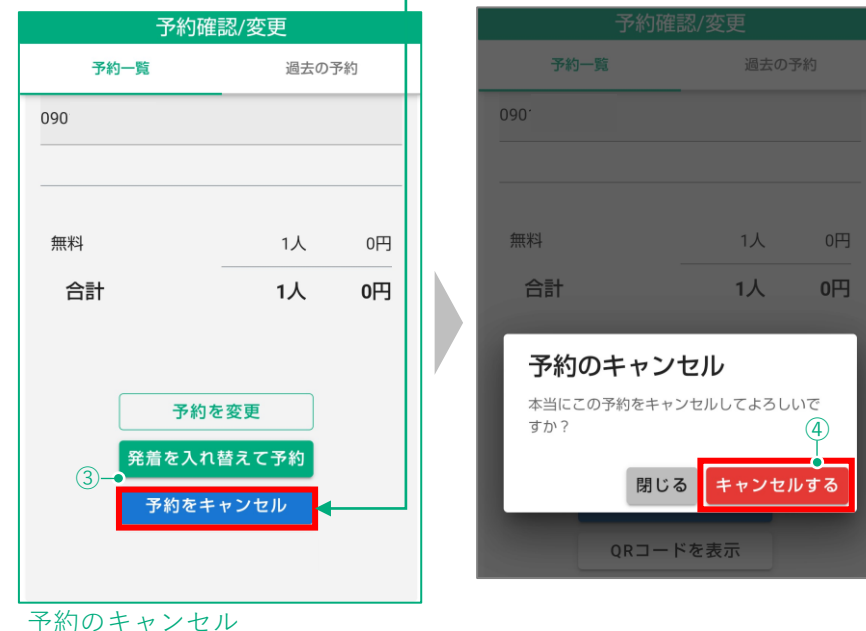 予約確認/変更
予約一覧 過去の予約
090
無料 1人 0円
合計 1人 0円
予約を変更
発着を入れ替えて予約
③
予約をキャンセル
予約のキャンセル
予約確認/変更
予約一覧 過去の予約
090
無料 1人 0円
合計 1人 0円
予約のキャンセル
本当にこの予約をキャンセルしてよろしいで
すか？
④
閉じる キャンセルする
QRコードを表示